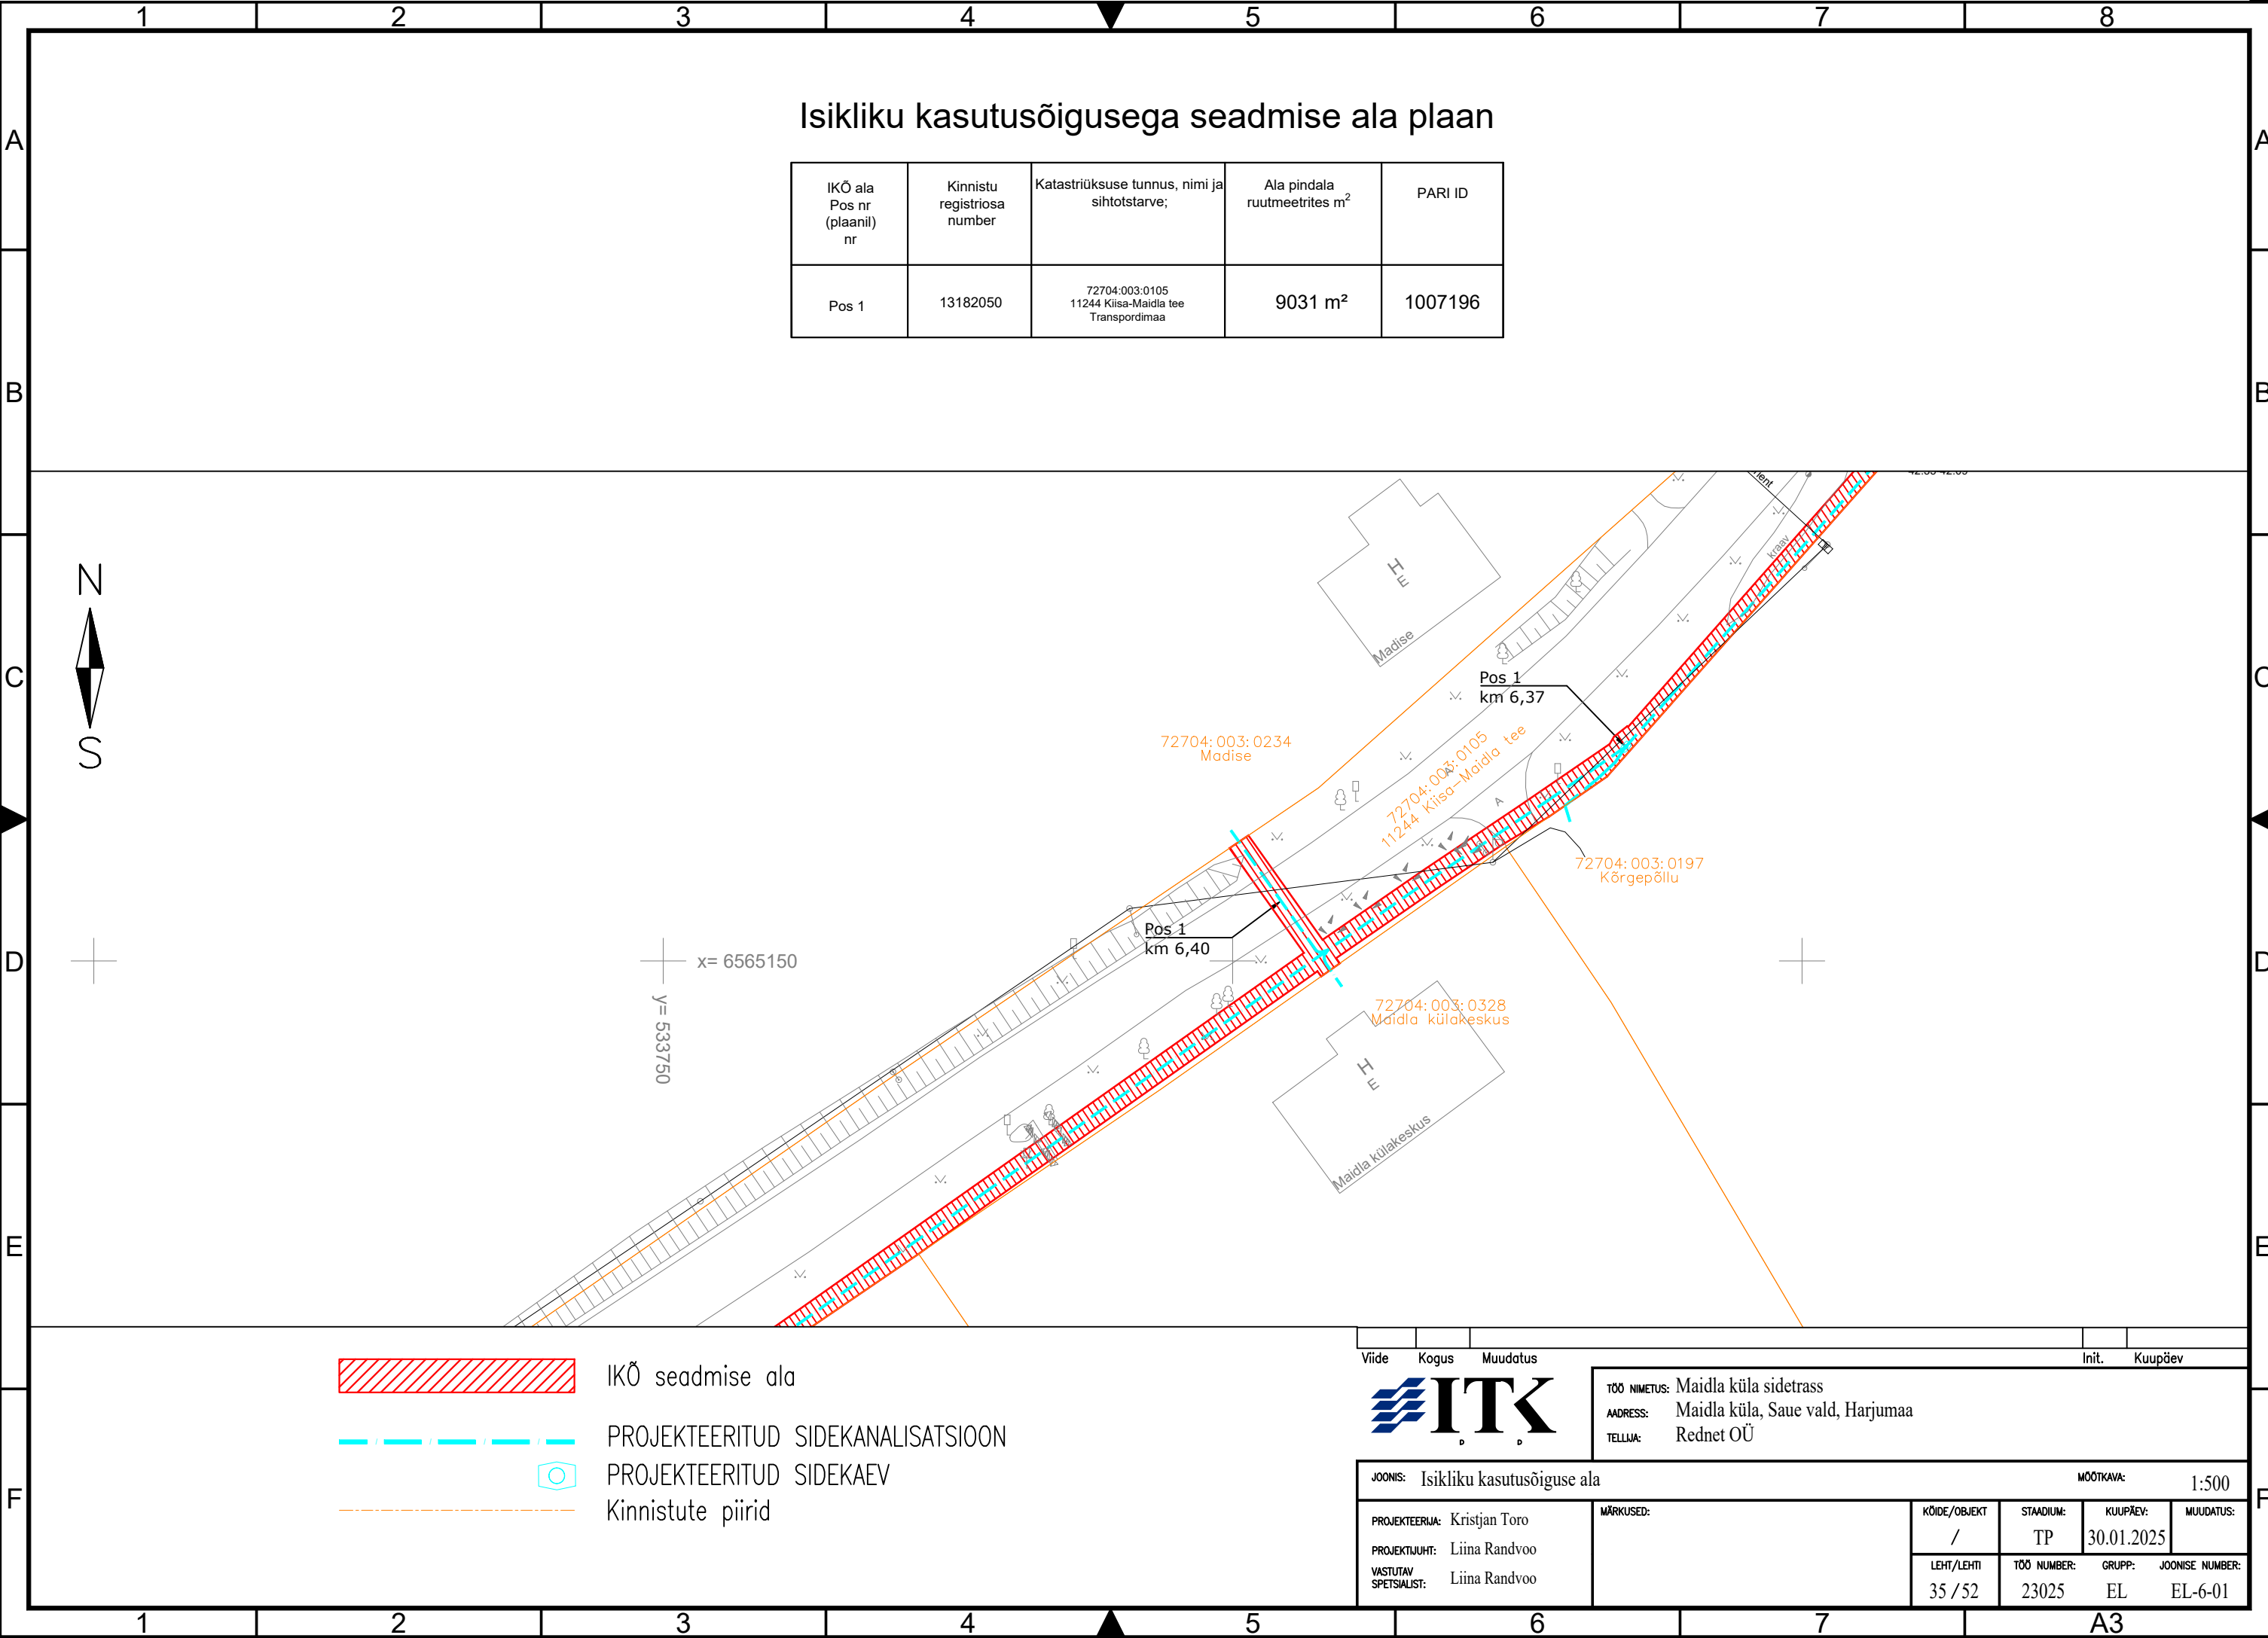 1 2 3 4 5 6 7 8
A A
B B
C C
D D
E E
F F
Isikliku kasutusõigusega seadmise ala plaan
IKÕ ala
Pos nr
(plaanil)
nr
Kinnistu
registriosa
number
Katastriüksuse tunnus, nimi ja
sihtotstarve;
Ala pindala
ruutmeetrites m²
PARI ID
Pos 1
13182050
72704:003:0105
11244 Kiisa-Maidla tee
Transpordimaa
9031 m²
1007196
N
S
kraav
H
E
Madise
Pos 1
km 6,37
72704:003:0234
Madise
72704:003:0105
11244 Kiisa-Maidla tee
A
A
72704:003:0197
Kõrgepõllu
Pos 1
km 6,40
x= 6565150
y= 533750
72704:003:0328
Maidla külakeskus
H
E
Maidla külakeskus
IKÕ seadmise ala
PROJEKTEERITUD SIDEKANALISATSIOON
PROJEKTEERITUD SIDEKAEV
Kinnistute piirid
Viide Kogus Muudatus Init. Kuupäev
ITK
D D
TÖÖ NIMETUS: Maidla küla sidetrass
AADRESS: Maidla küla, Saue vald, Harjumaa
TELLIJA: Rednet OÜ
JOONIS: Isikliku kasutusõiguse ala
MÕÕTKAVA: 1:500
PROJEKTEERIJA: Kristjan Toro
PROJEKTIJUHT: Liina Randvoo
VASTUTAV
SPETSIALIST: Liina Randvoo
MÄRKUSED:
KÖIDE/OBJEKT STAADIUM: KUUPÄEV: MUUDATUS:
/ TP 30.01.2025
LEHT/LEHTI TÖÖ NUMBER: GRUPP: JOONISE NUMBER:
35 / 52 23025 EL EL-6-01
1 2 3 4 5 6 7 A3